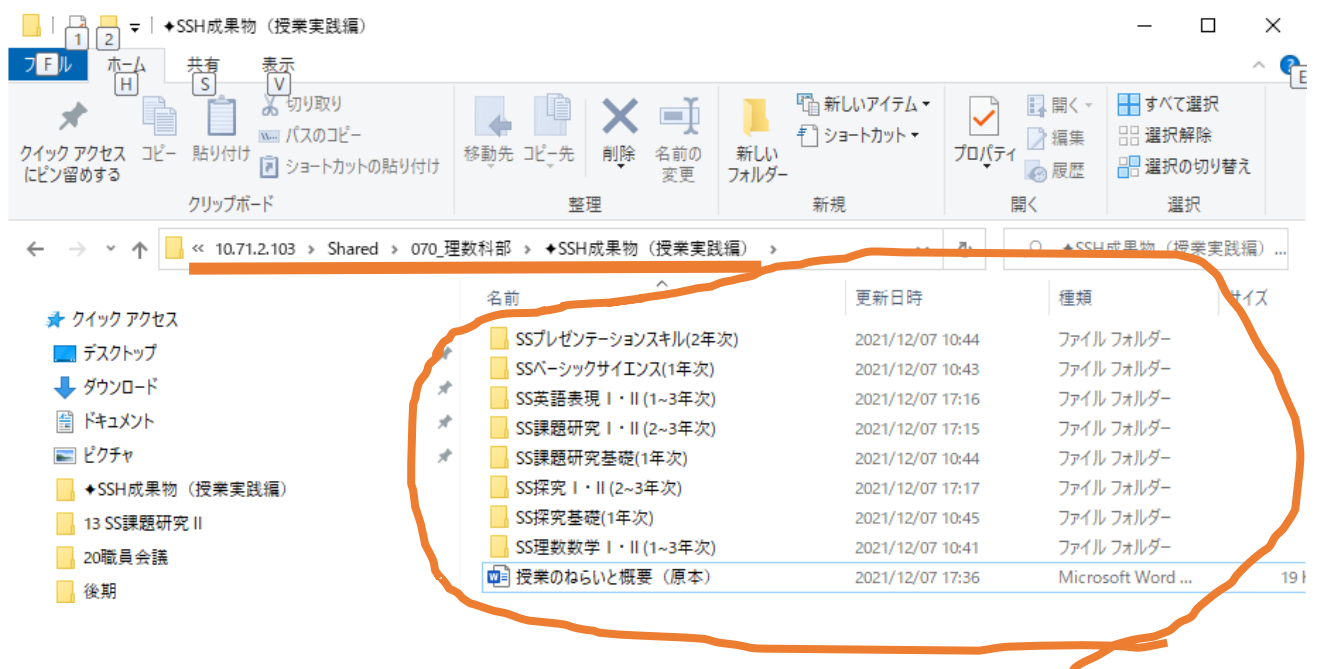 1 2 ✦SSH成果物（授業実践編）
F ル ホーム 共有 表示
H S V E
切り取り
パスのコピー
ショートカットの貼り付け
クイック アクセス
にピン留めする
コピー
貼り付け
クリップボード
移動先 コピー先 削除 名前の
変更
整理
新しい
フォルダー
新しいアイテム
ショートカット
新規
プロパティ
開く
編集
履歴
開く
すべて選択
選択解除
選択の切り替え
選択
« 10.71.2.103 › Shared › 070_理数科部 › ✦SSH成果物（授業実践編） ›
✦SSH成果物（授業実践編）...
名前 更新日時 種類 サイズ
クイック アクセス
デスクトップ
ダウンロード
ドキュメント
ピクチャ
✦SSH成果物（授業実践編）
13 SS課題研究 II
20職員会議
後期
SSプレゼンテーションスキル(2年次) 2021/12/07 10:44 ファイル フォルダー
SSベーシックサイエンス(1年次) 2021/12/07 10:43 ファイル フォルダー
SS英語表現 I・II (1~3年次) 2021/12/07 17:16 ファイル フォルダー
SS課題研究 I・II (2~3年次) 2021/12/07 17:15 ファイル フォルダー
SS課題研究基礎(1年次) 2021/12/07 10:44 ファイル フォルダー
SS探究 I・II (2~3年次) 2021/12/07 17:17 ファイル フォルダー
SS探究基礎(1年次) 2021/12/07 10:45 ファイル フォルダー
SS理数数学 I・II (1~3年次) 2021/12/07 10:41 ファイル フォルダー
授業のねらいと概要（原本） 2021/12/07 17:36 Microsoft Word ... 19